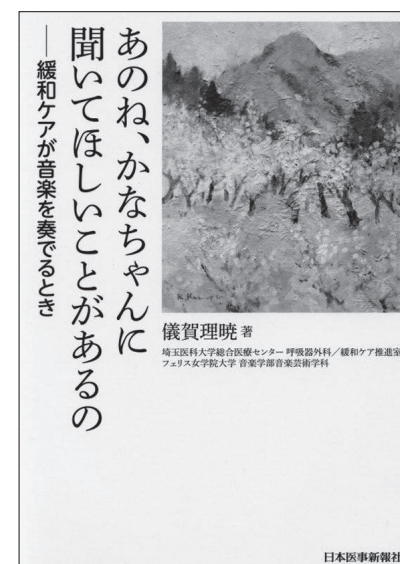 あのね、かなちゃんに
聞いてほしいことがあるの
──緩和ケアが音楽を奏でるとき
儀賀理暁 著
埼玉医科大学総合医療センター 呼吸器外科/緩和ケア推進室
フェリス女学院大学 音楽学部音楽芸術学科
日本医事新報社